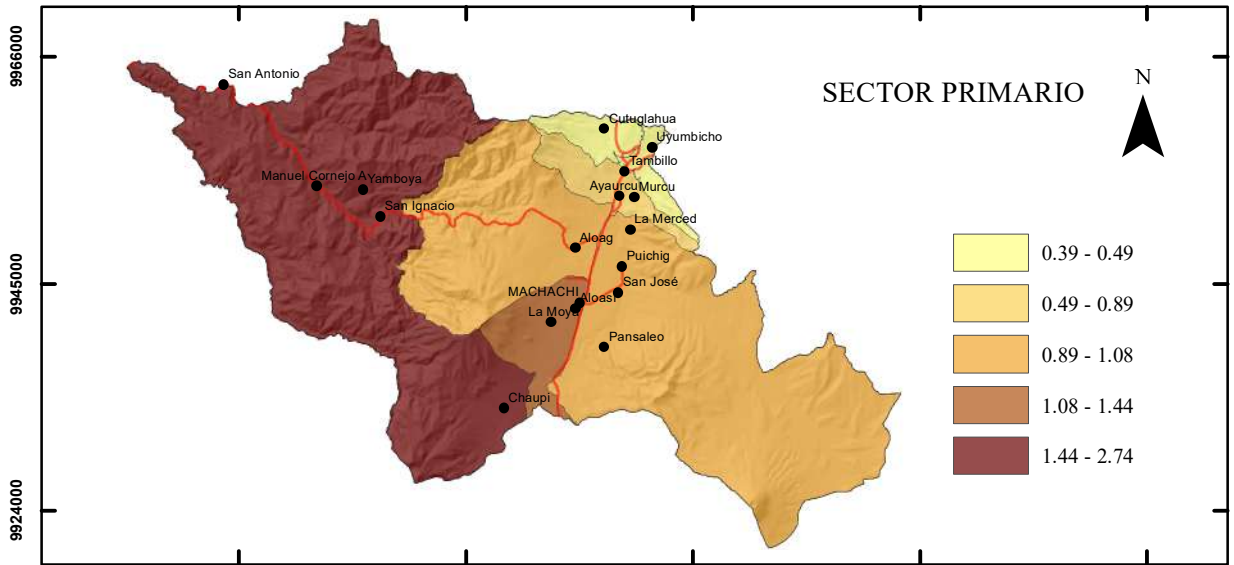 SECTOR PRIMARIO
N
9966000
9945000
9924000
San Antonio
Cutuglahua
Uyumbicho
Tambillo
Manuel Cornejo A
Yamboya
Ayaurcu
Murcu
San Ignacio
La Merced
Aloag
Puichig
San José
MACHACHI
Aloasi
La Moya
Pansaleo
Chaupi
0.39 - 0.49
0.49 - 0.89
0.89 - 1.08
1.08 - 1.44
1.44 - 2.74